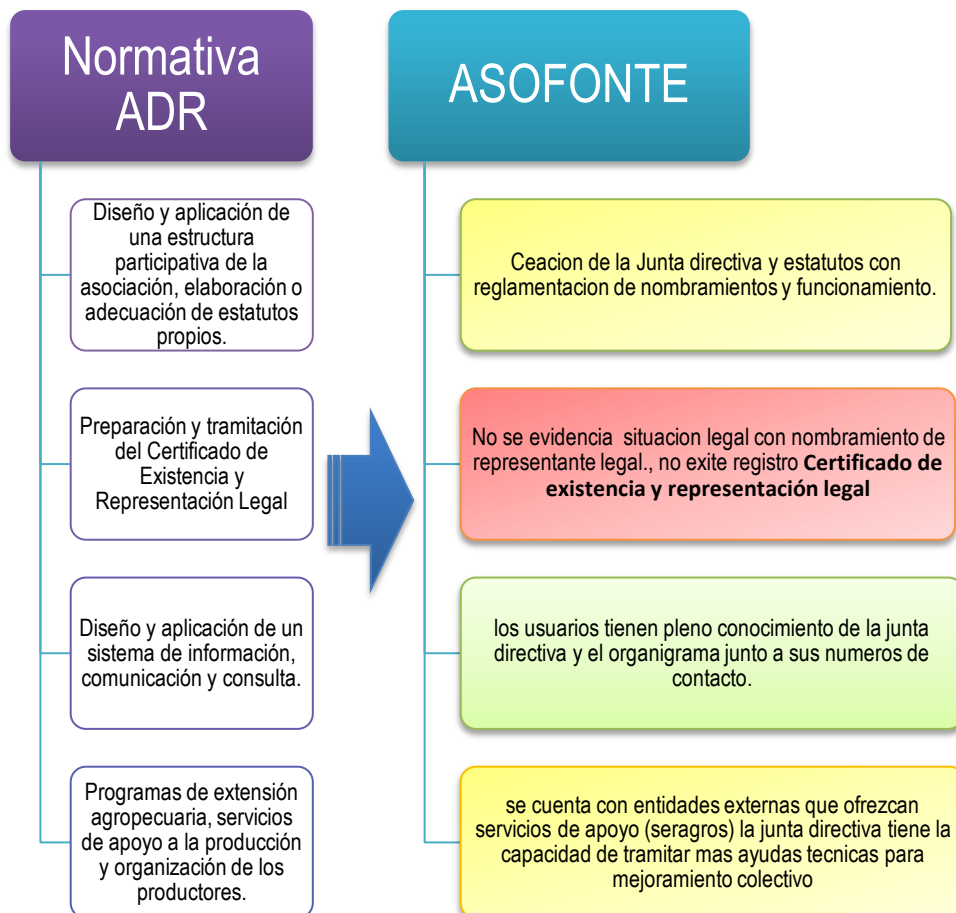 Normativa
ADR
Diseño y aplicación de
una estructura
participativa de la
asociación, elaboración o
adecuación de estatutos
propios.
Preparación y tramitación
del Certificado de
Existencia y
Representación Legal
Diseño y aplicación de un
sistema de información,
comunicación y consulta.
Programas de extensión
agropecuaria, servicios
de apoyo a la producción
y organización de los
productores.
ASOFONTE
Ceacion de la Junta directiva y estatutos con
reglamentacion de nombramientos y funcionamiento.
No se evidencia situacion legal con nombramiento de
representante legal., no exite registro Certificado de
existencia y representación legal
los usuarios tienen pleno conocimiento de la junta
directiva y el organigrama junto a sus numeros de
contacto.
se cuenta con entidades externas que ofrezcan
servicios de apoyo (seragros) la junta directiva tiene la
capacidad de tramitar mas ayudas tecnicas para
mejoramiento colectivo